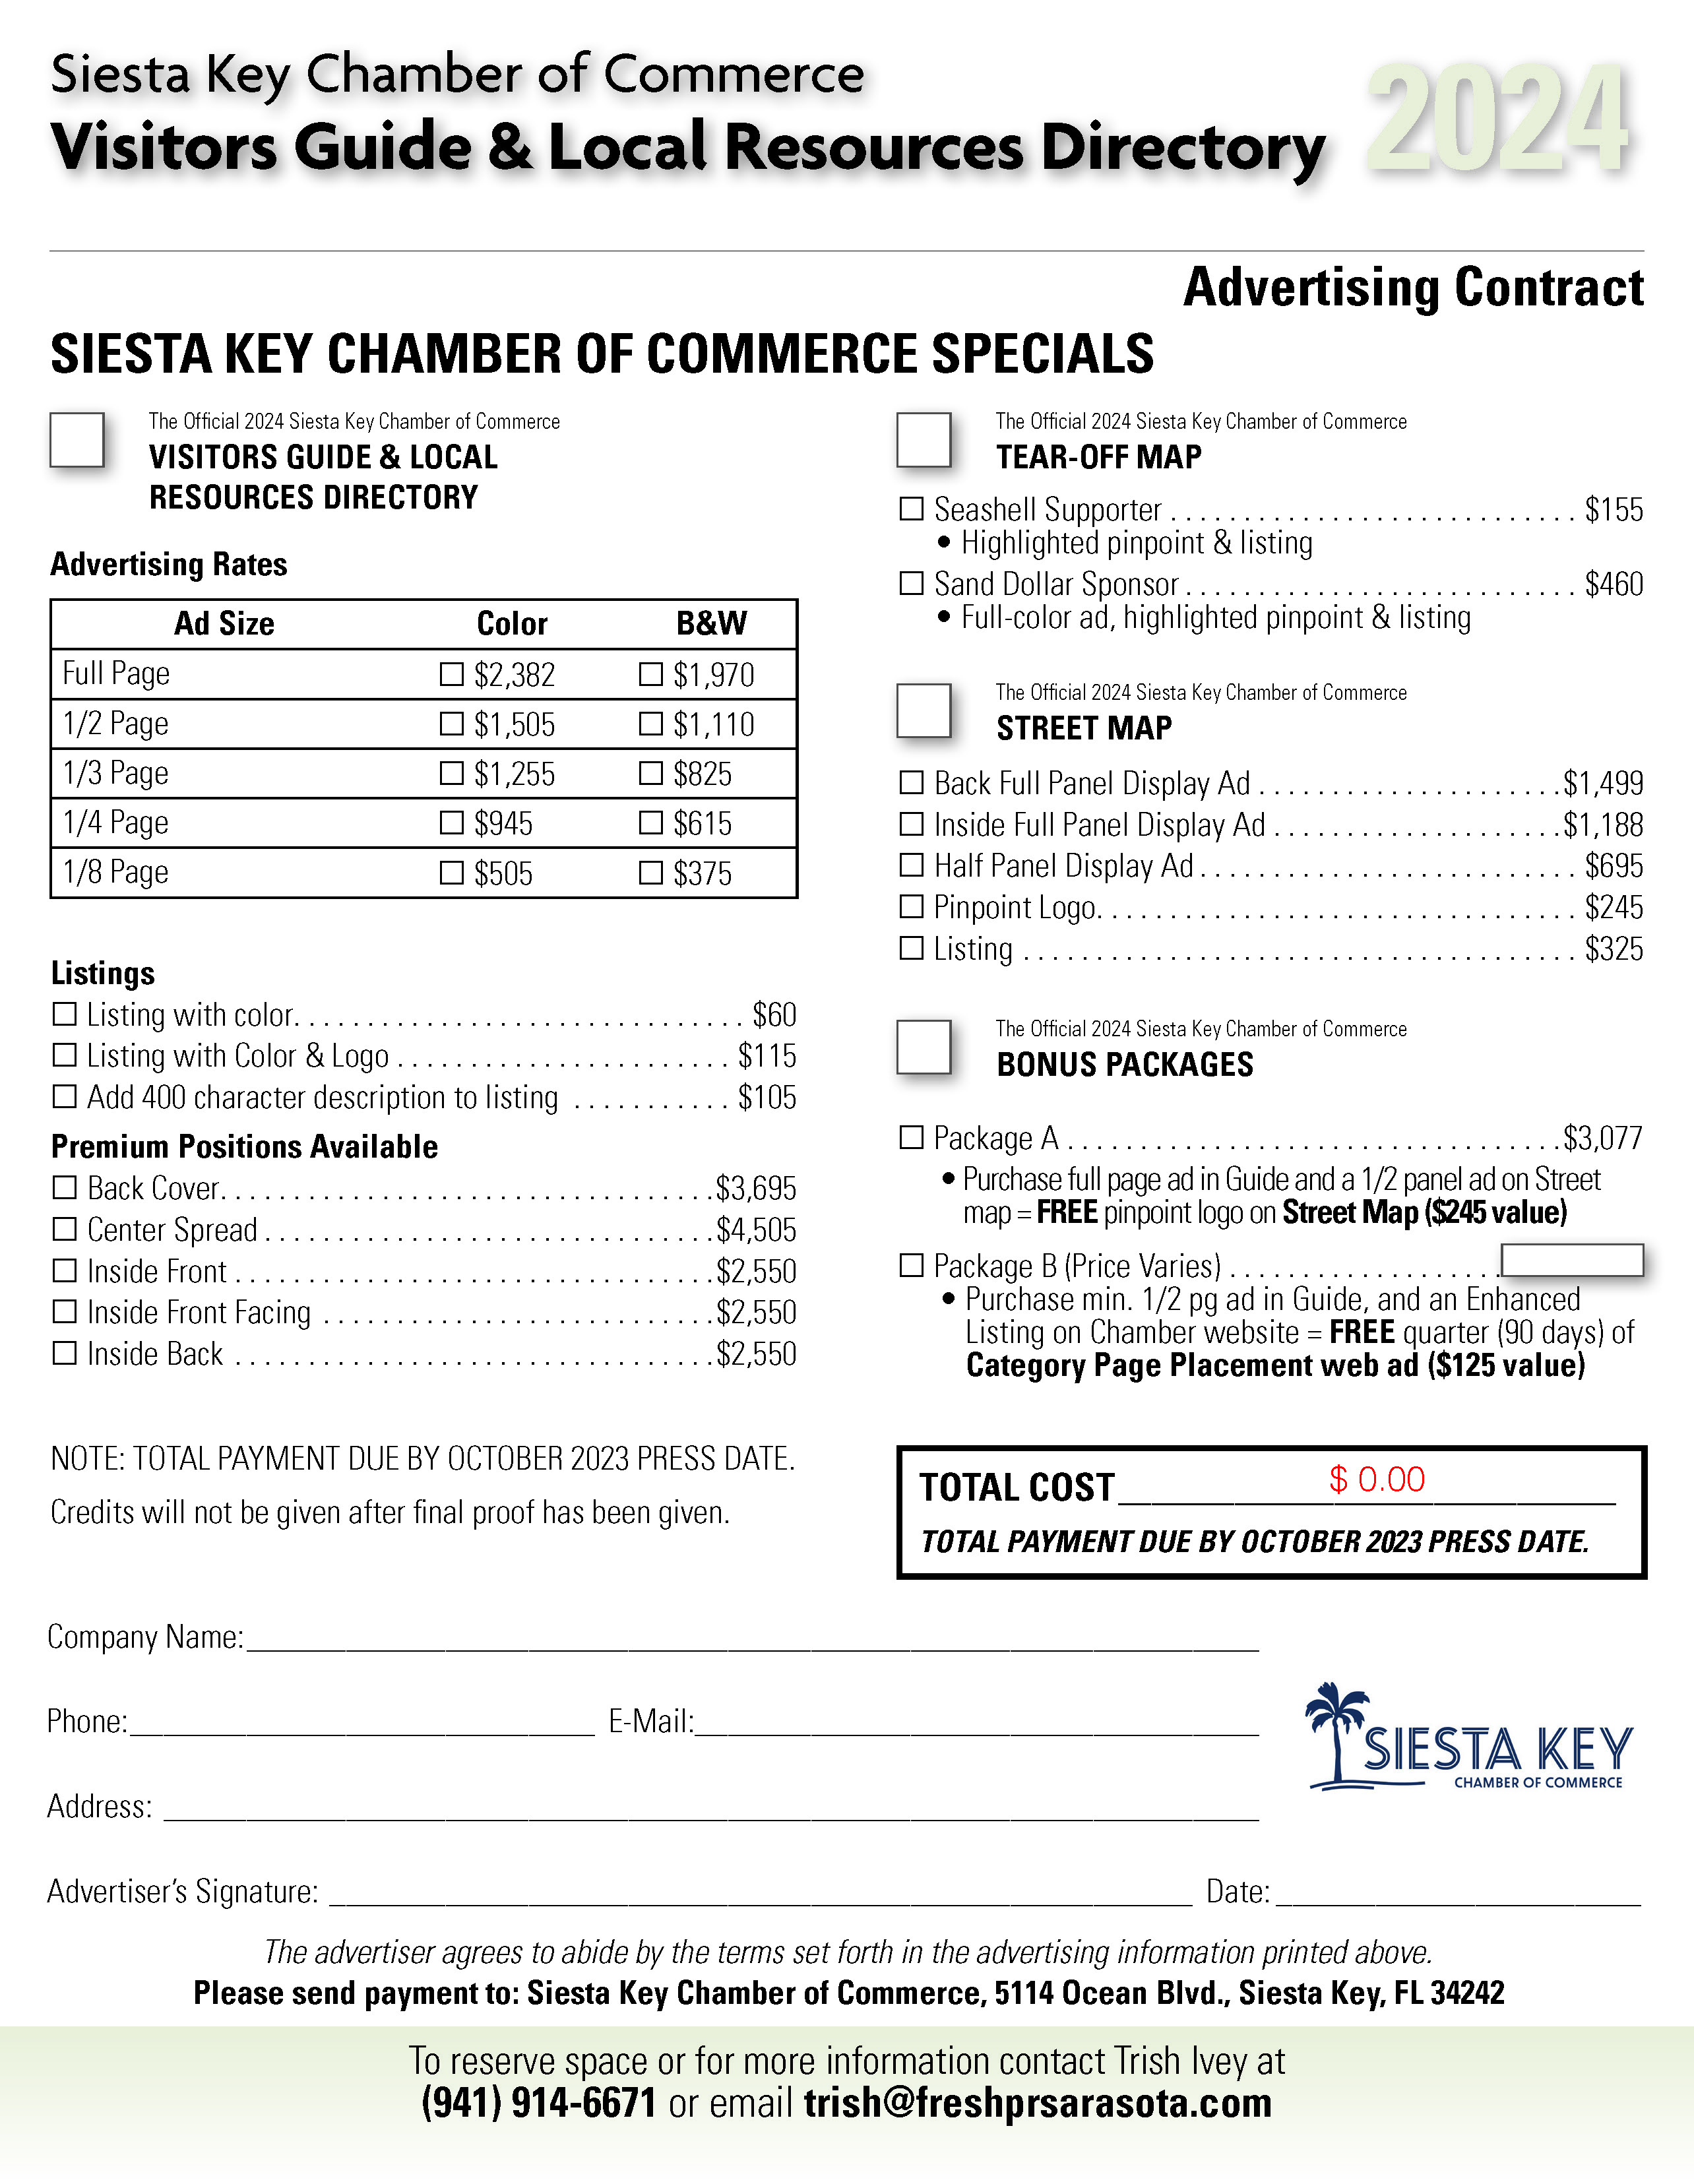 Siesta Key Chamber of Commerce
Visitors Guide & Local Resources Directory 2024
Advertising Contract
SIESTA KEY CHAMBER OF COMMERCE SPECIALS
The Official 2024 Siesta Key Chamber of Commerce
VISITORS GUIDE & LOCAL
RESOURCES DIRECTORY
Advertising Rates
Ad Size Color B&W
Full Page ☐ $2,382 ☐ $1,970
1/2 Page ☐ $1,505 ☐ $1,110
1/3 Page ☐ $1,255 ☐ $825
1/4 Page ☐ $945 ☐ $615
1/8 Page ☐ $505 ☐ $375
Listings
☐ Listing with color. . . . . . . . . . . . . . . . . . . . . . . . . . . . . . . $60
☐ Listing with Color & Logo . . . . . . . . . . . . . . . . . . . . . . . $115
☐ Add 400 character description to listing . . . . . . . . . . . $105
Premium Positions Available
☐ Back Cover. . . . . . . . . . . . . . . . . . . . . . . . . . . . . . . . . .$3,695
☐ Center Spread . . . . . . . . . . . . . . . . . . . . . . . . . . . . . . .$4,505
☐ Inside Front . . . . . . . . . . . . . . . . . . . . . . . . . . . . . . . . .$2,550
☐ Inside Front Facing . . . . . . . . . . . . . . . . . . . . . . . . . . .$2,550
☐ Inside Back . . . . . . . . . . . . . . . . . . . . . . . . . . . . . . . . .$2,550
NOTE: TOTAL PAYMENT DUE BY OCTOBER 2023 PRESS DATE.
Credits will not be given after final proof has been given.
The Official 2024 Siesta Key Chamber of Commerce
TEAR-OFF MAP
☐ Seashell Supporter . . . . . . . . . . . . . . . . . . . . . . . . . . . . $155
• Highlighted pinpoint & listing
☐ Sand Dollar Sponsor . . . . . . . . . . . . . . . . . . . . . . . . . . . $460
• Full-color ad, highlighted pinpoint & listing
The Official 2024 Siesta Key Chamber of Commerce
STREET MAP
☐ Back Full Panel Display Ad . . . . . . . . . . . . . . . . . . . . .$1,499
☐ Inside Full Panel Display Ad . . . . . . . . . . . . . . . . . . . .$1,188
☐ Half Panel Display Ad . . . . . . . . . . . . . . . . . . . . . . . . . . $695
☐ Pinpoint Logo. . . . . . . . . . . . . . . . . . . . . . . . . . . . . . . . . $245
☐ Listing . . . . . . . . . . . . . . . . . . . . . . . . . . . . . . . . . . . . . . $325
The Official 2024 Siesta Key Chamber of Commerce
BONUS PACKAGES
☐ Package A . . . . . . . . . . . . . . . . . . . . . . . . . . . . . . . . . .$3,077
• Purchase full page ad in Guide and a 1/2 panel ad on Street
map = FREE pinpoint logo on Street Map ($245 value)
☐ Package B (Price Varies) . . . . . . . . . . . . . . . . . . .
• Purchase min. 1/2 pg ad in Guide, and an Enhanced
Listing on Chamber website = FREE quarter (90 days) of
Category Page Placement web ad ($125 value)
TOTAL COST $ 0.00
TOTAL PAYMENT DUE BY OCTOBER 2023 PRESS DATE.
Company Name:
Phone: E-Mail:
Address:
Advertiser's Signature: Date:
SIESTA KEY
CHAMBER OF COMMERCE
The advertiser agrees to abide by the terms set forth in the advertising information printed above.
Please send payment to: Siesta Key Chamber of Commerce, 5114 Ocean Blvd., Siesta Key, FL 34242
To reserve space or for more information contact Trish Ivey at
(941) 914-6671 or email trish@freshprsarasota.com